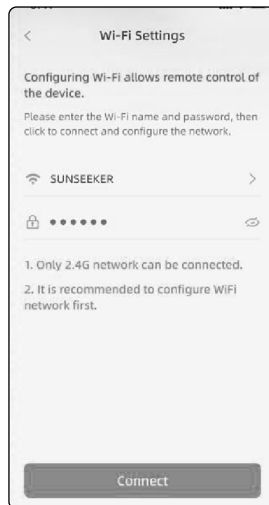 Wi-Fi Settings
Configuring Wi-Fi allows remote control of
the device.
Please enter the Wi-Fi name and password, then
click to connect and configure the network.
SUNSEEKER
1. Only 2.4G network can be connected.
2. It is recommended to configure WiFi
network first.
Connect